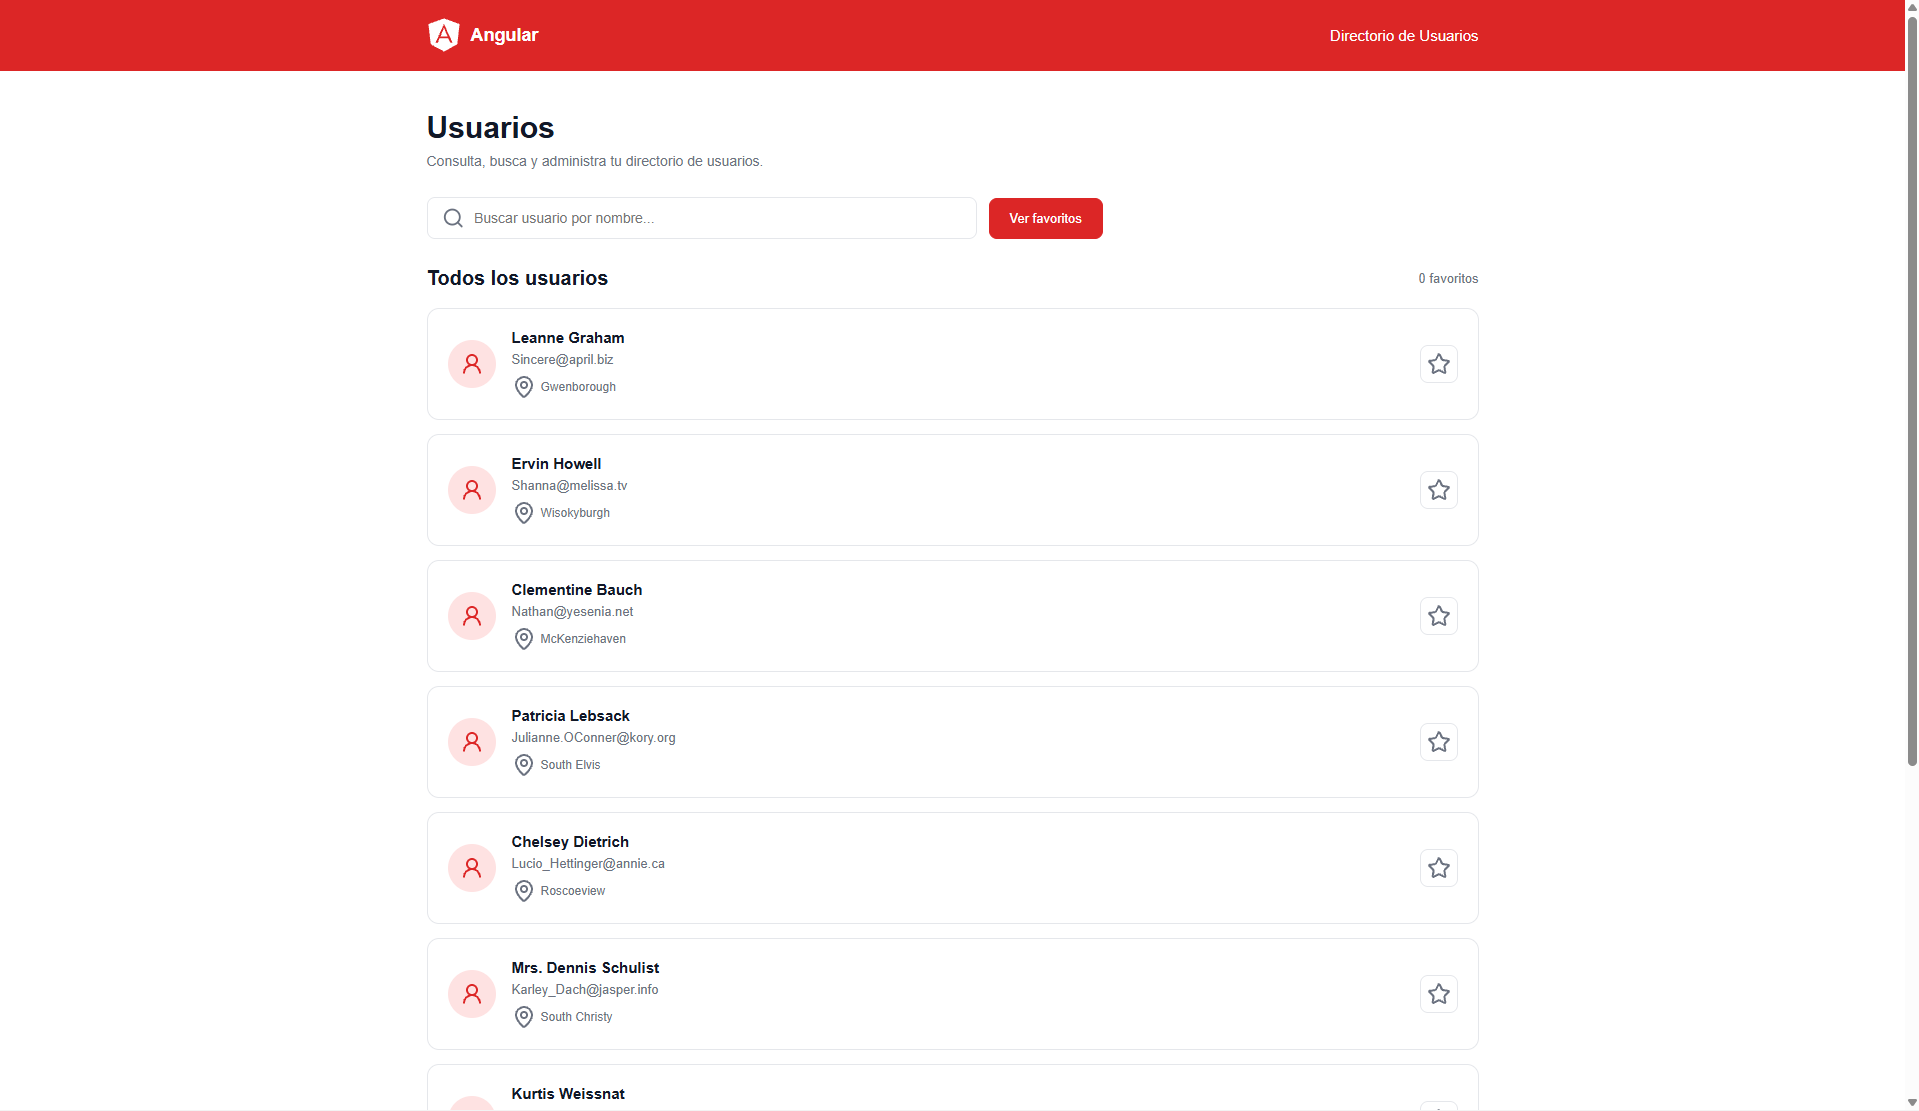 Angular
Directorio de Usuarios
Usuarios
Consulta, busca y administra tu directorio de usuarios.
Buscar usuario por nombre...
Ver favoritos
Todos los usuarios
0 favoritos
Leanne Graham
Sincere@april.biz
Gwenborough
Ervin Howell
Shanna@melissa.tv
Wisokyburgh
Clementine Bauch
Nathan@yesenia.net
McKenziehaven
Patricia Lebsack
Julianne.OConner@kory.org
South Elvis
Chelsey Dietrich
Lucio_Hettinger@annie.ca
Roscoeview
Mrs. Dennis Schulist
Karley_Dach@jasper.info
South Christy
Kurtis Weissnat